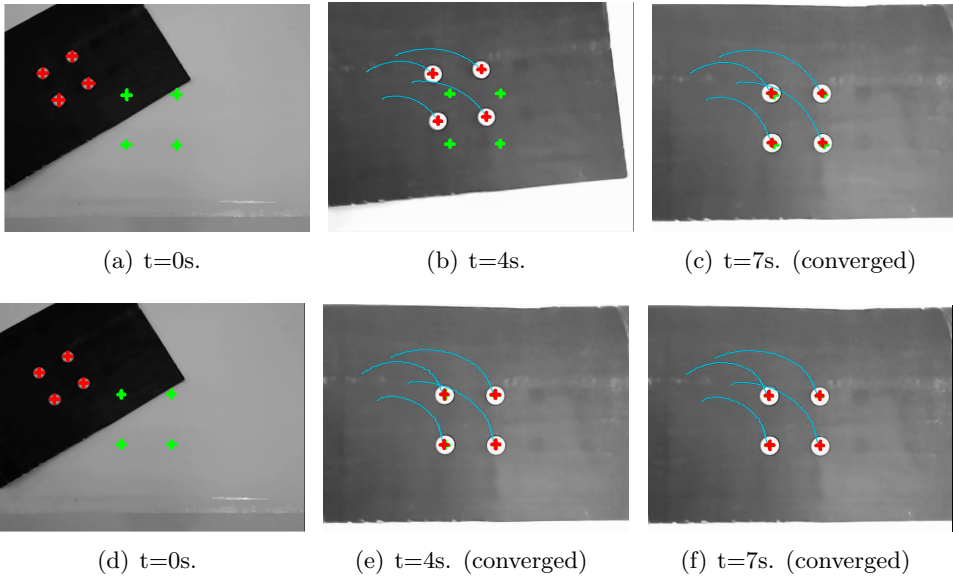 (a) t=0s.
(b) t=4s.
(c) t=7s. (converged)
(d) t=0s.
(e) t=4s. (converged)
(f) t=7s. (converged)